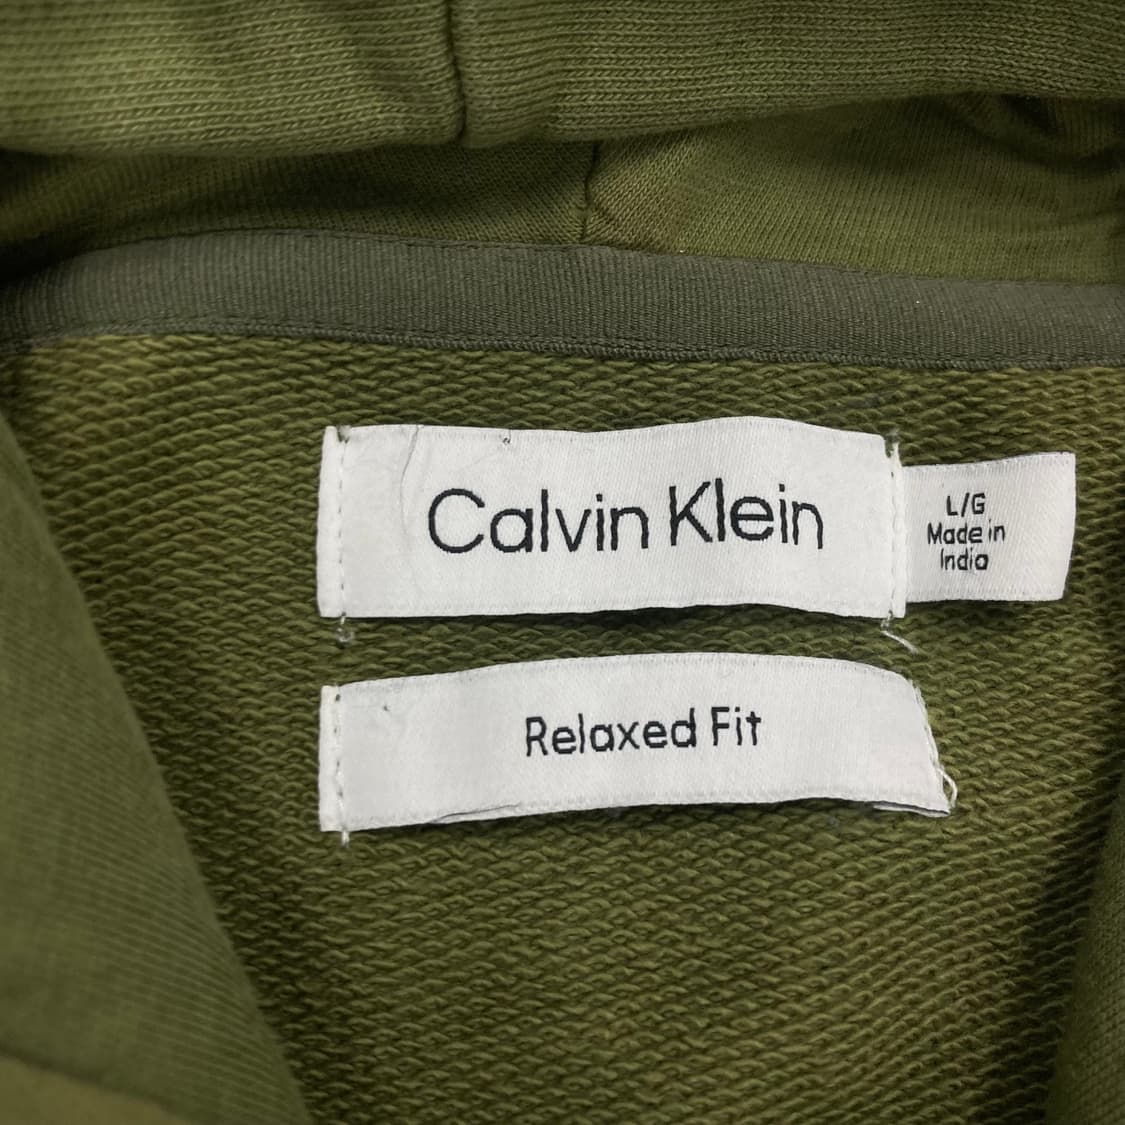 Calvin Klein
L/G
Made in
India
Relaxed Fit